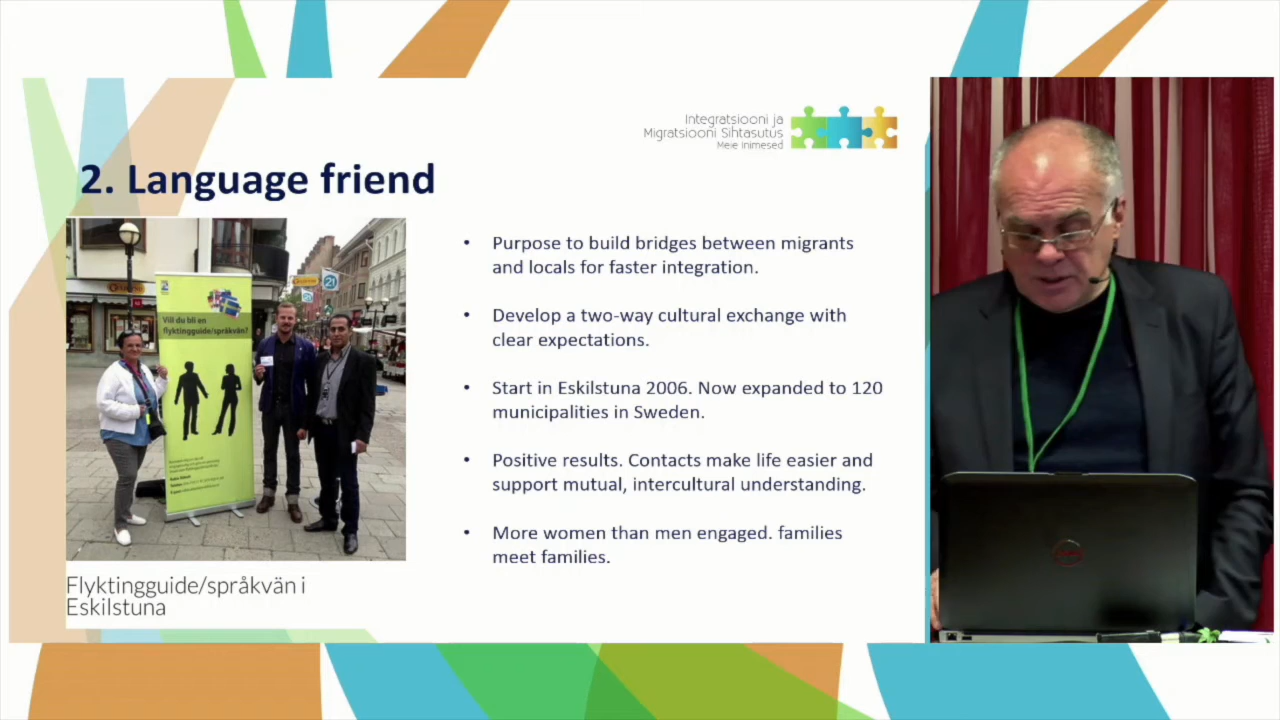 Integratsiooni ja
Migratsiooni Sihtasutus
Meie Inimesed
2. Language friend
Vill du bli en
flyktingguide/språkvän?
21
21
• Purpose to build bridges between migrants
and locals for faster integration.
• Develop a two-way cultural exchange with
clear expectations.
• Start in Eskilstuna 2006. Now expanded to 120
municipalities in Sweden.
• Positive results. Contacts make life easier and
support mutual, intercultural understanding.
• More women than men engaged. families
meet families.
Flyktingguide/språkvän i
Eskilstuna